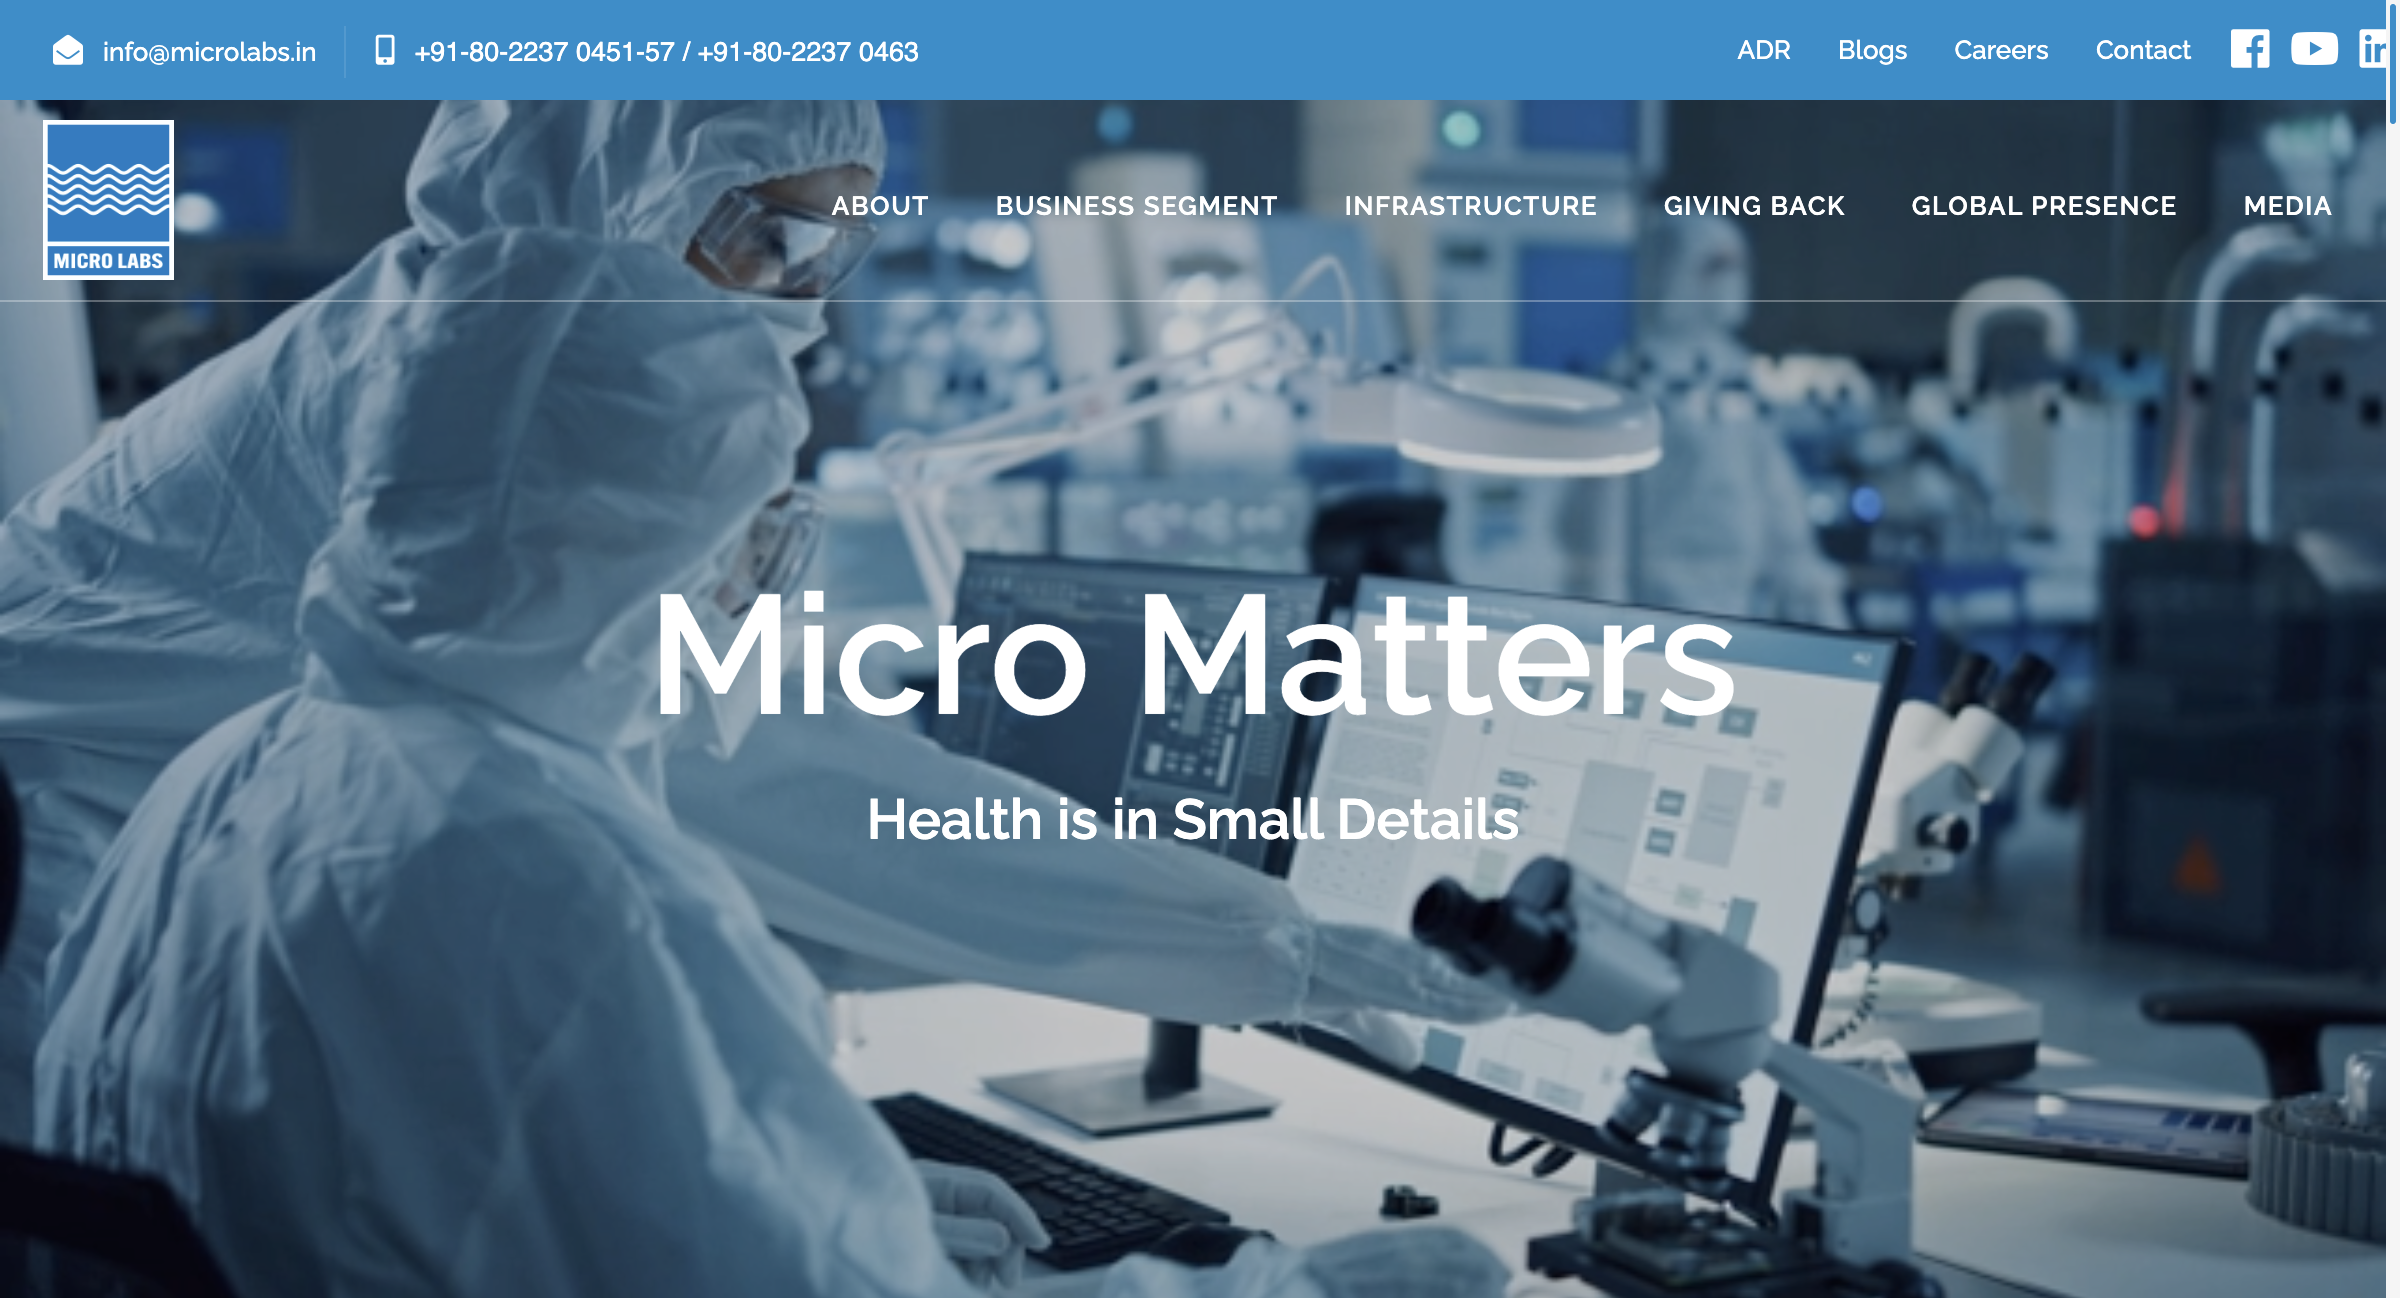 info@microlabs.in
+91-80-2237 0451-57 / +91-80-2237 0463
ADR Blogs Careers Contact
MICRO LABS
ABOUT BUSINESS SEGMENT INFRASTRUCTURE GIVING BACK GLOBAL PRESENCE MEDIA
Micro Matters
Health is in Small Details